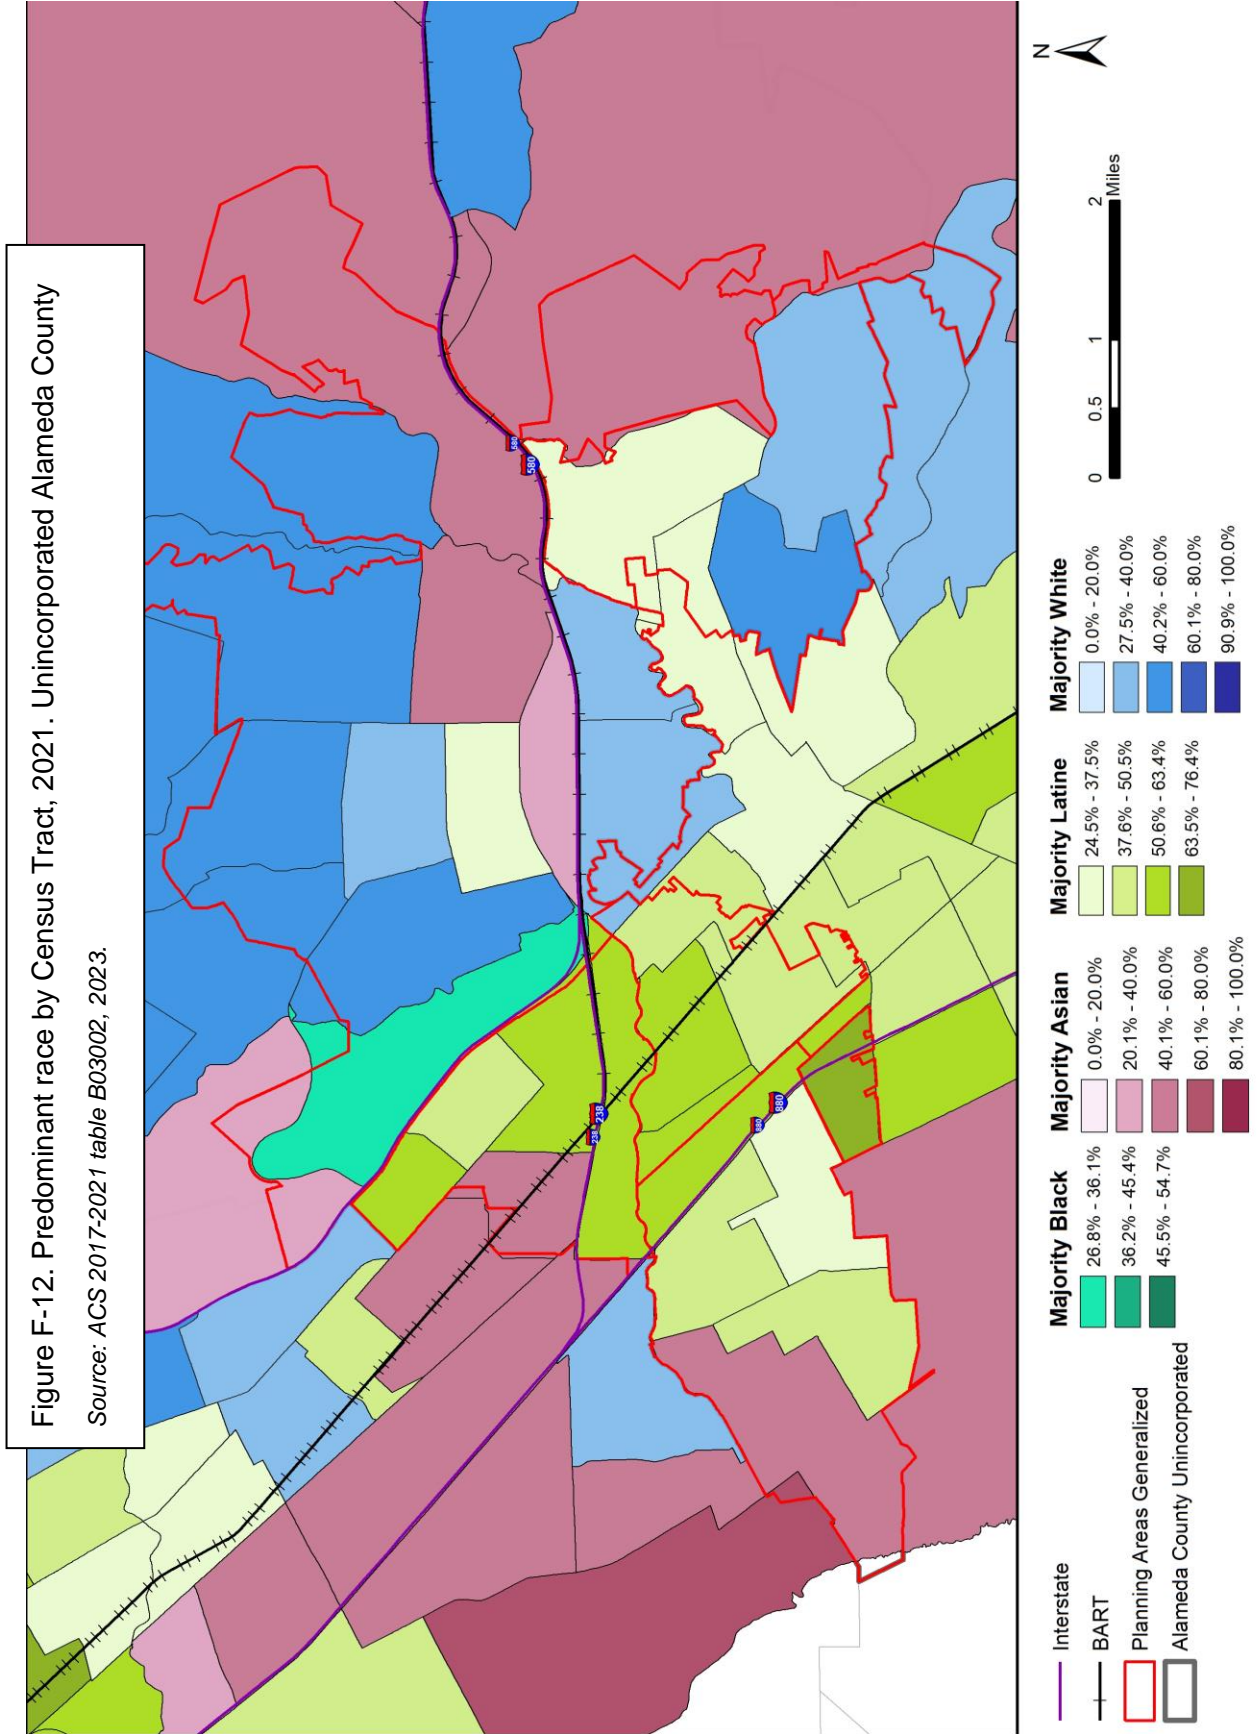 Figure F-12. Predominant race by Census Tract, 2021. Unincorporated Alameda County
Source: ACS 2017-2021 table B03002, 2023.
580
580
238
238
880
880
Interstate
BART
Planning Areas Generalized
Alameda County Unincorporated
Majority Black
26.8% - 36.1%
36.2% - 45.4%
45.5% - 54.7%
Majority Asian
0.0% - 20.0%
20.1% - 40.0%
40.1% - 60.0%
60.1% - 80.0%
80.1% - 100.0%
Majority Latine
24.5% - 37.5%
37.6% - 50.5%
50.6% - 63.4%
63.5% - 76.4%
Majority White
0.0% - 20.0%
27.5% - 40.0%
40.2% - 60.0%
60.1% - 80.0%
90.9% - 100.0%
0 0.5 1 2
Miles
N